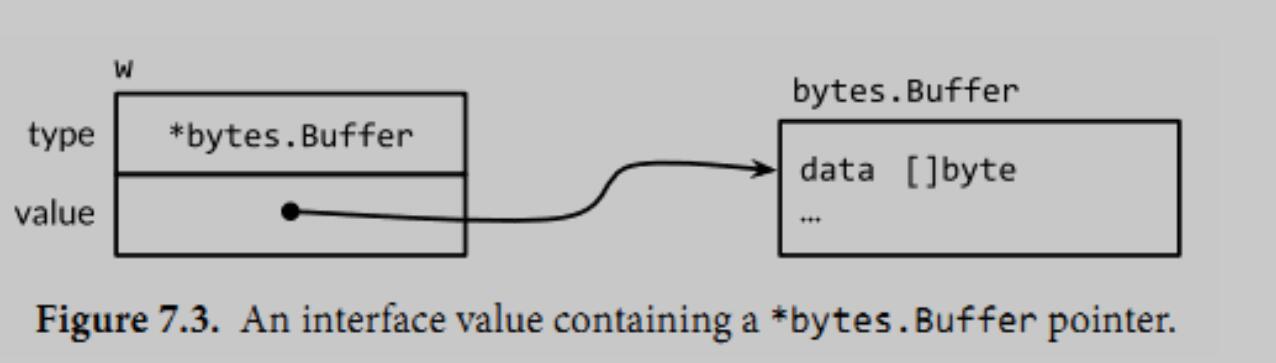 w
type *bytes.Buffer
value
bytes.Buffer
data []byte
...
Figure 7.3. An interface value containing a *bytes.Buffer pointer.